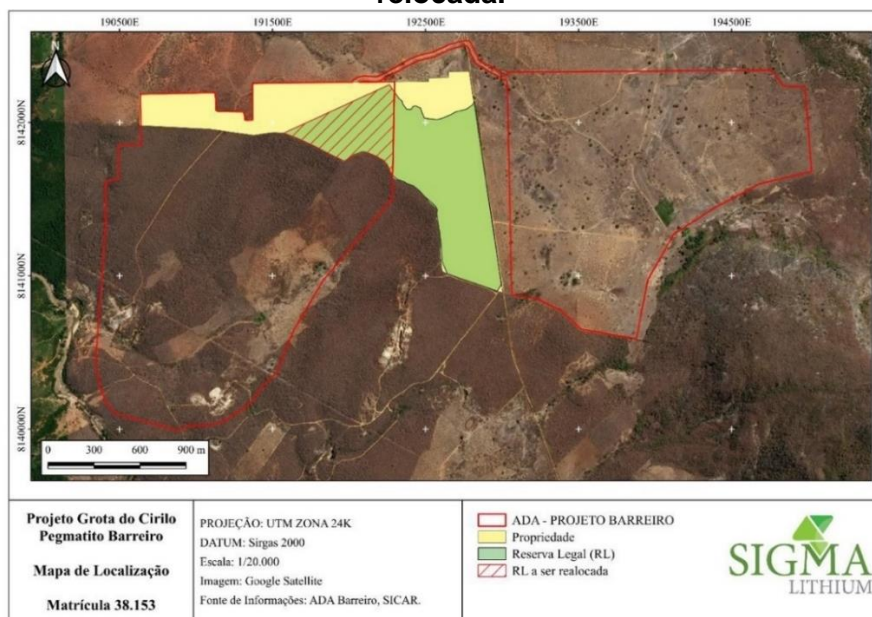 relocada.
190500E 191500E 192500E 193500E 194500E
N
8142000N
8141000N
8140000N
0 300 600 900 m
Projeto Grota do Cirilo
Pegmatito Barreiro
Mapa de Localização
Matrícula 38.153
PROJEÇÃO: UTM ZONA 24K
DATUM: Sirgas 2000
Escala: 1/20.000
Imagem: Google Satellite
Fonte de Informações: ADA Barreiro, SICAR.
ADA - PROJETO BARREIRO
Propriedade
Reserva Legal (RL)
RL a ser realocada
SIGMA
LITHIUM